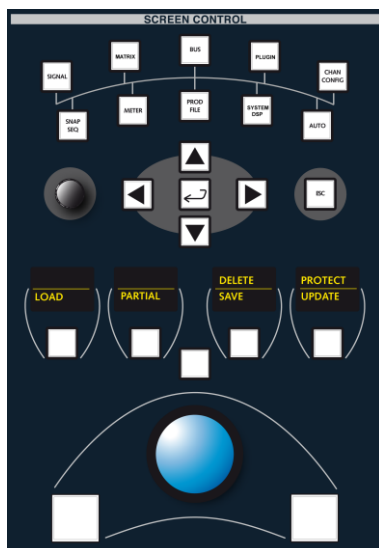 SCREEN CONTROL
BUS
MATRIX
PLUGIN
SIGNAL
CHAN
CONFIG
SNAP
SEQ
METER
PROD
FILE
SYSTEM
DSP
AUTO
ESC
DELETE
PROTECT
LOAD
PARTIAL
SAVE
UPDATE